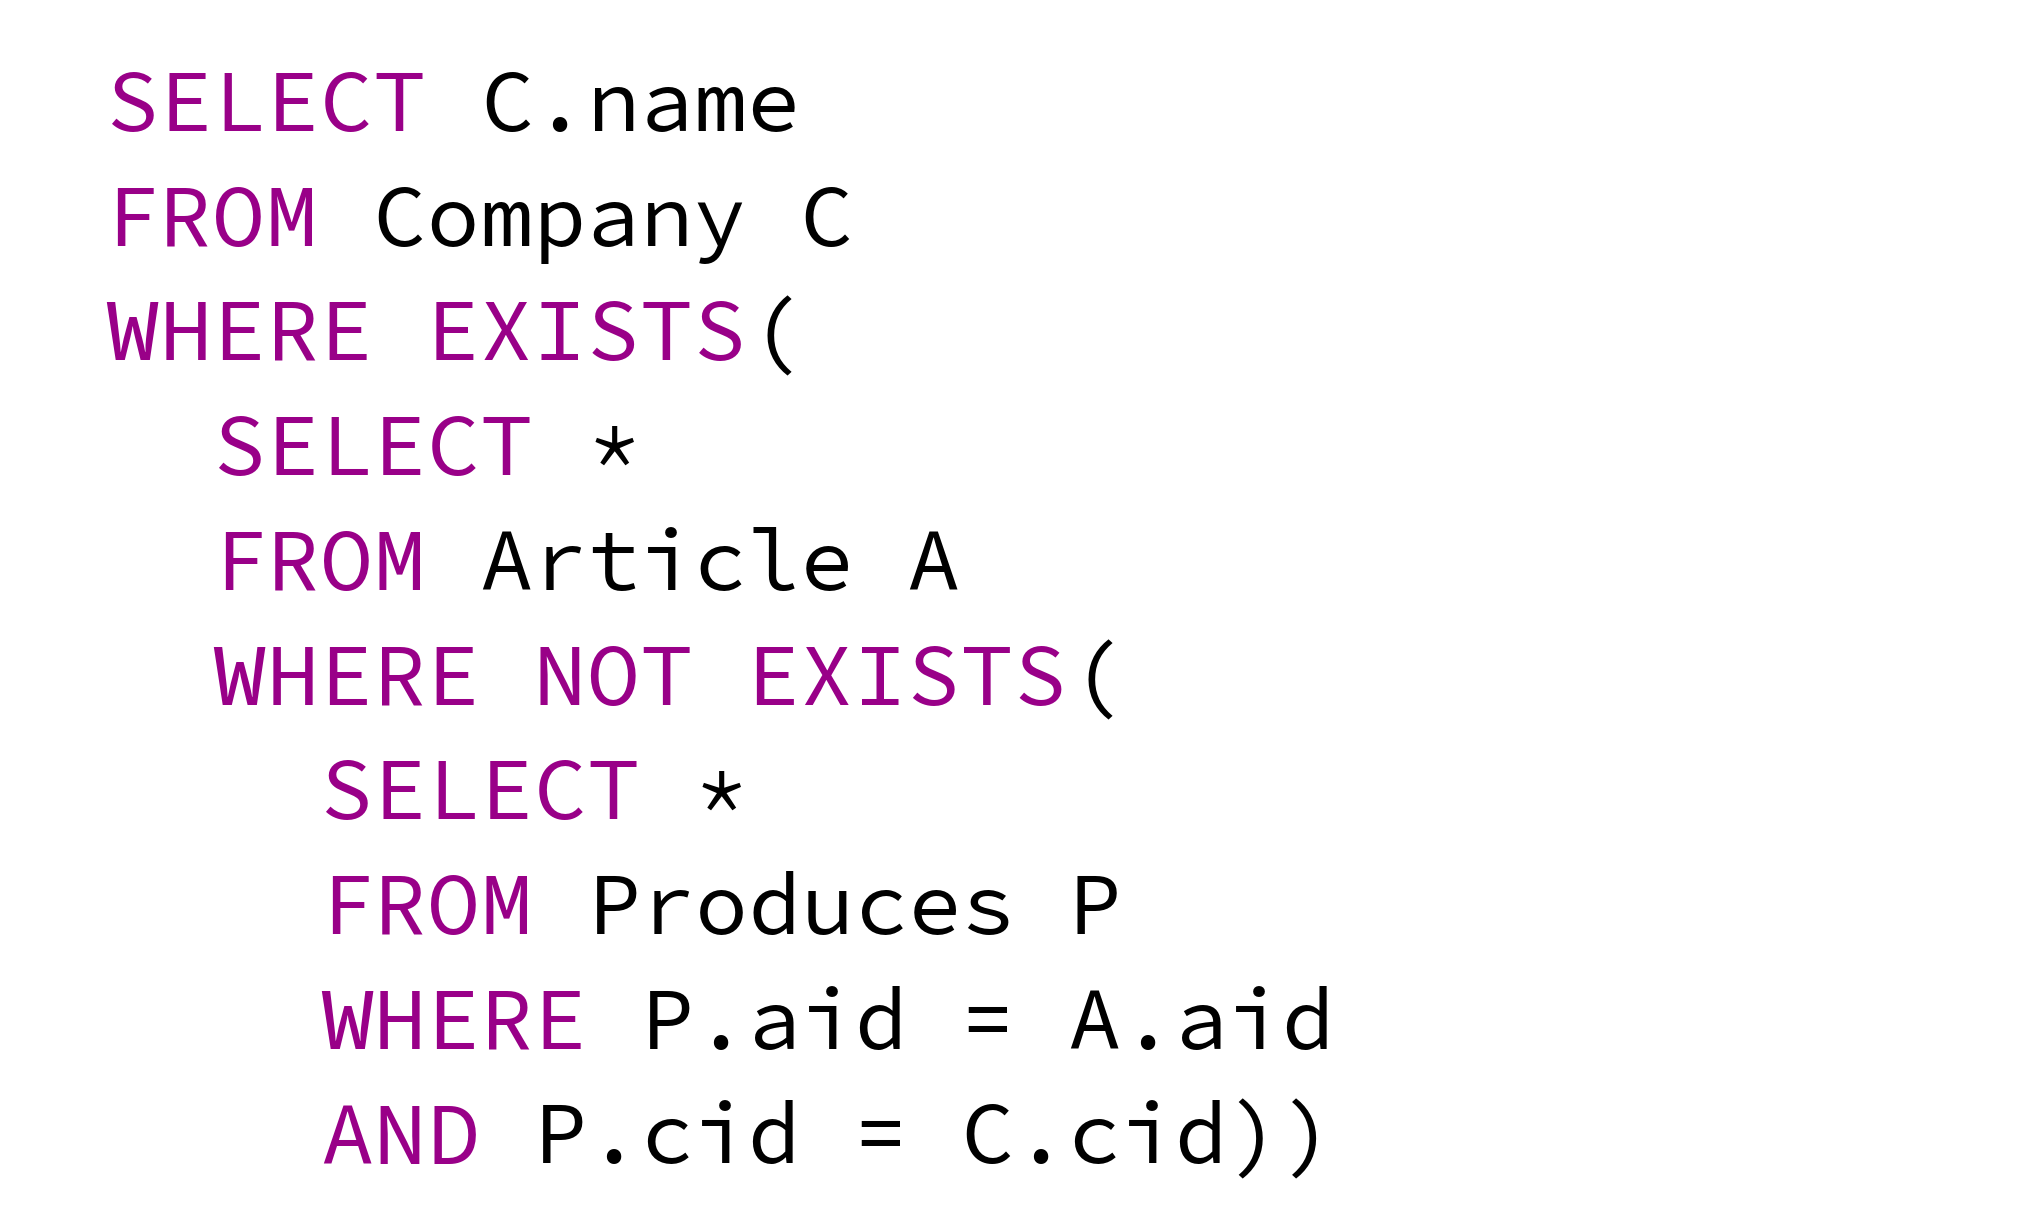 SELECT C.name
FROM Company C
WHERE EXISTS(
SELECT *
FROM Article A
WHERE NOT EXISTS(
SELECT *
FROM Produces P
WHERE P.aid = A.aid
AND P.cid = C.cid))